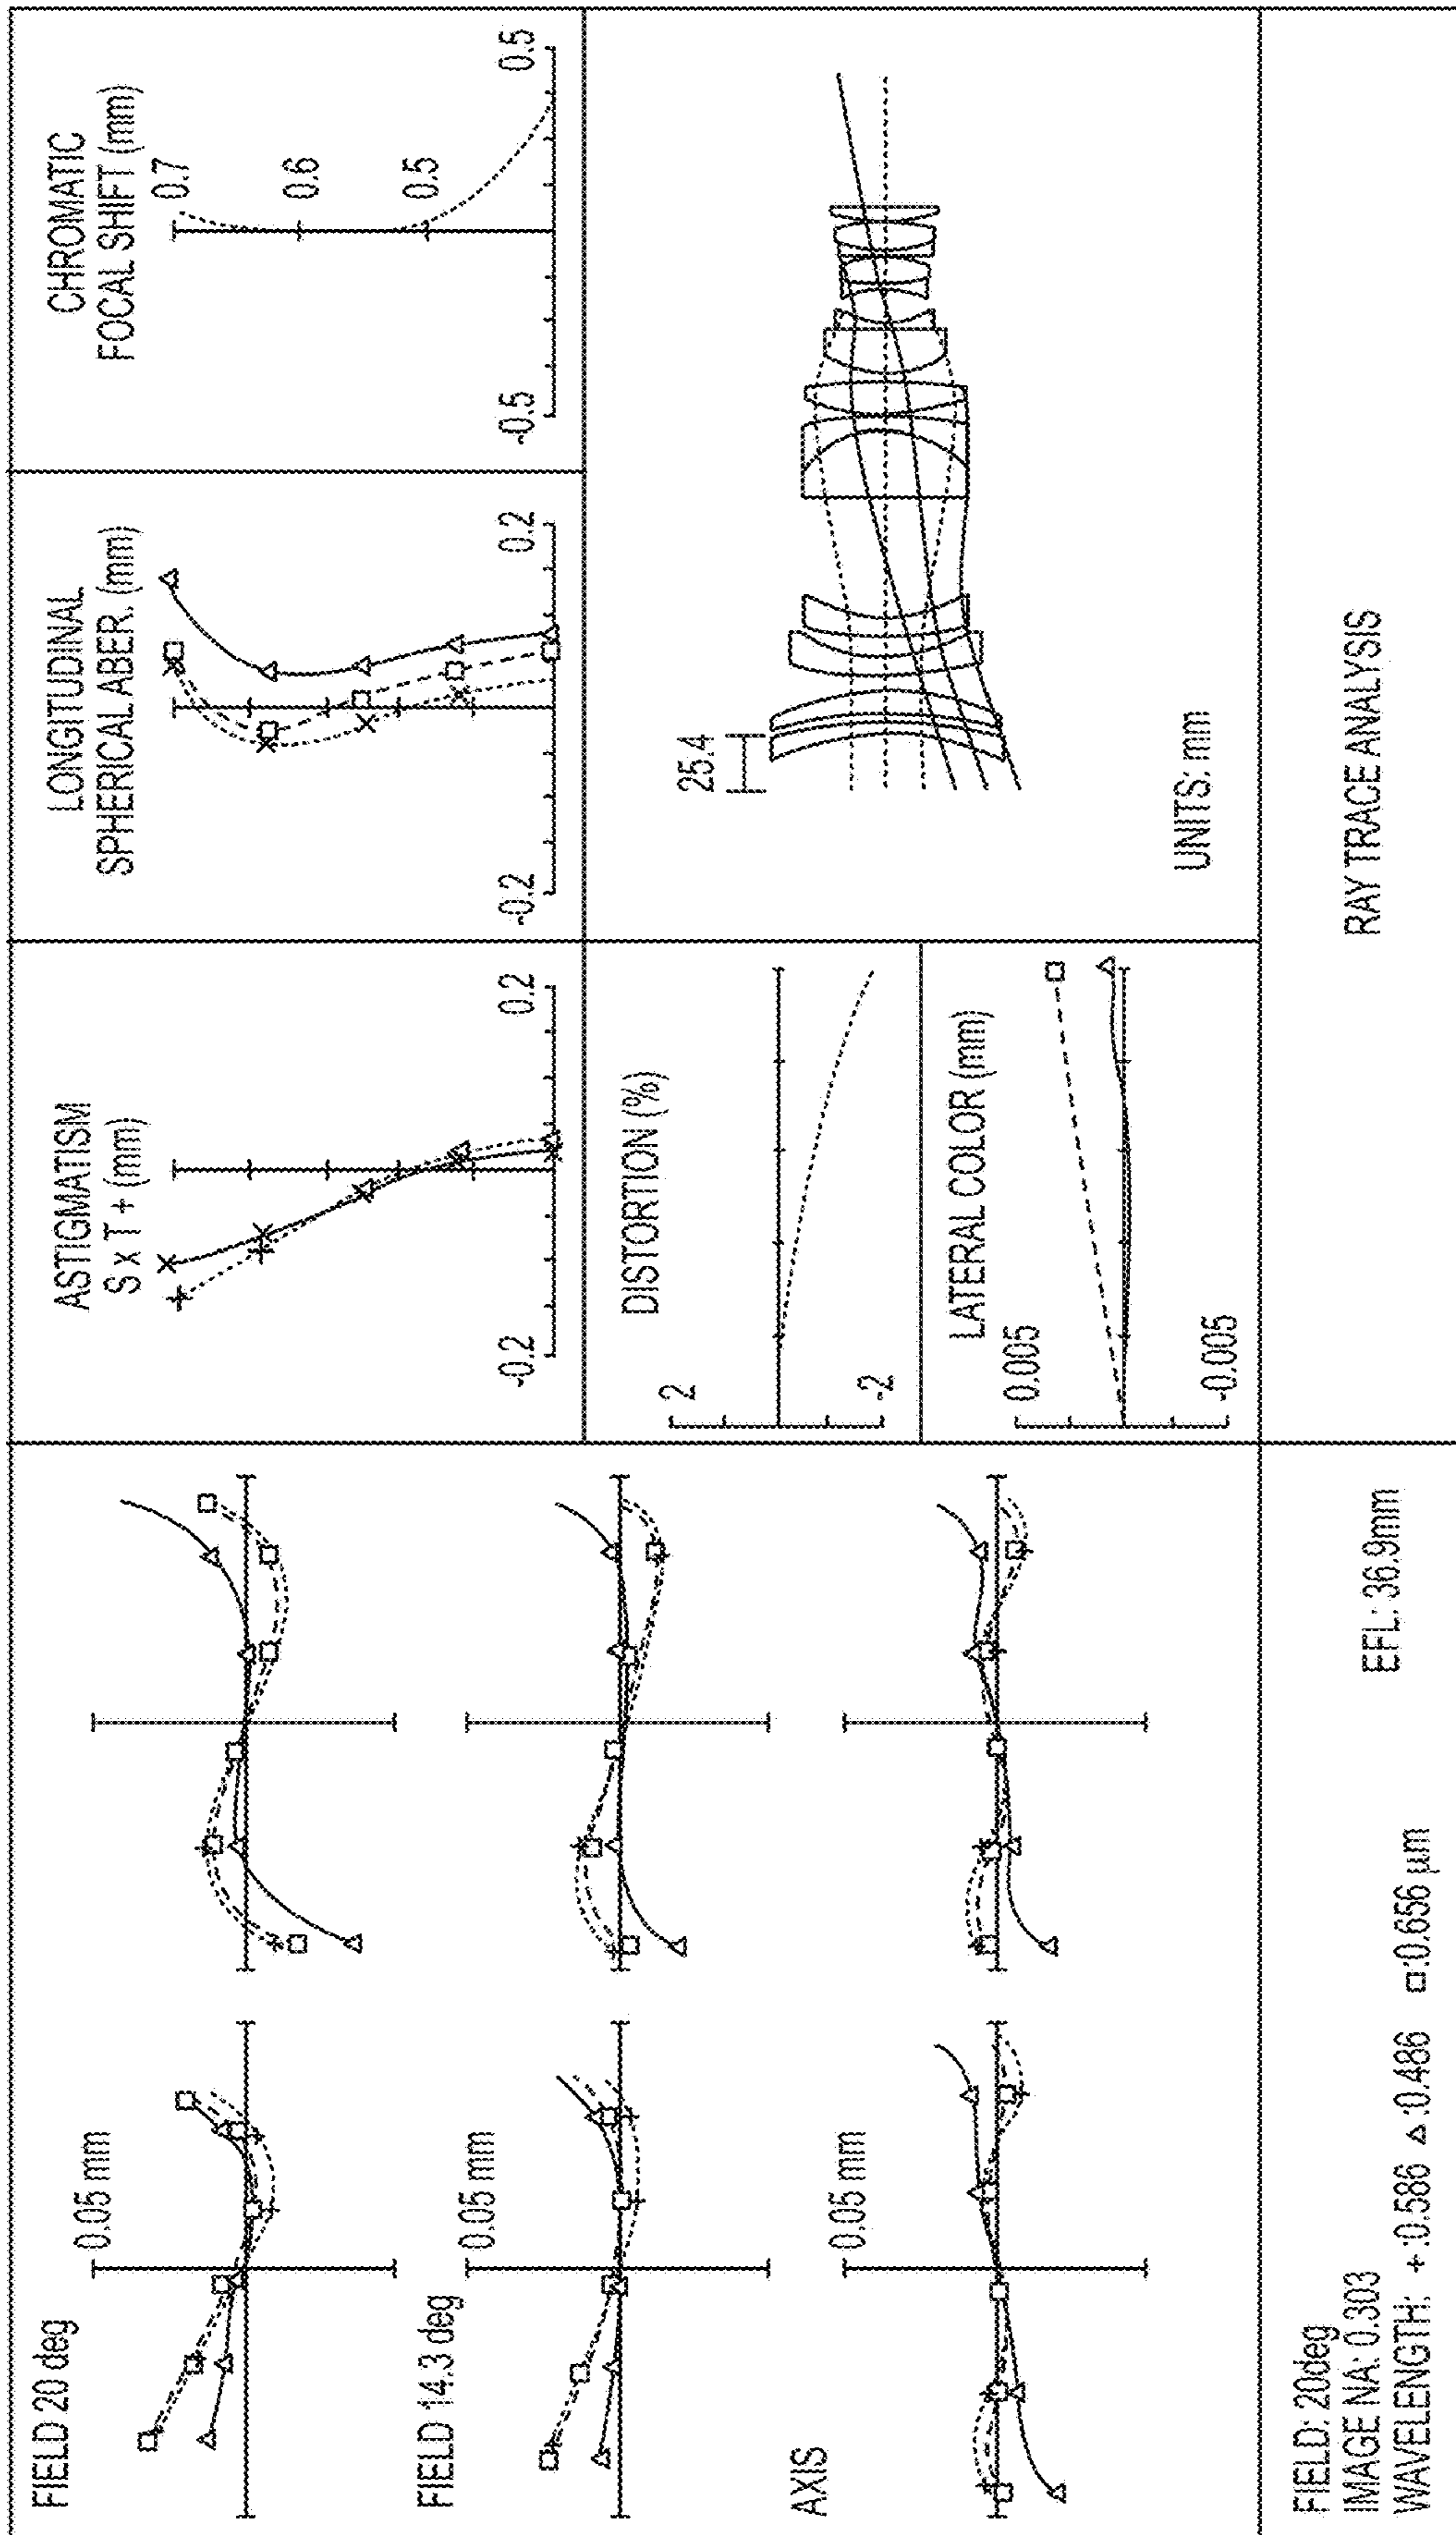 FIELD 20 deg
0.05 mm
FIELD 14.3 deg
0.05 mm
AXIS
0.05 mm
ASTIGMATISM
S x T + (mm)
-0.2
0.2
LONGITUDINAL
SPHERICAL ABER. (mm)
-0.2
0.2
CHROMATIC
FOCAL SHIFT (mm)
0.7
0.6
0.5
-0.5
0.5
DISTORTION (%)
2
-2
LATERAL COLOR (mm)
0.005
-0.005
25.4
UNITS: mm
FIELD: 20deg
IMAGE NA: 0.303
EFL: 36.9mm
WAVELENGTH: + :0.586 △ :0.486 □:0.656 μm
RAY TRACE ANALYSIS